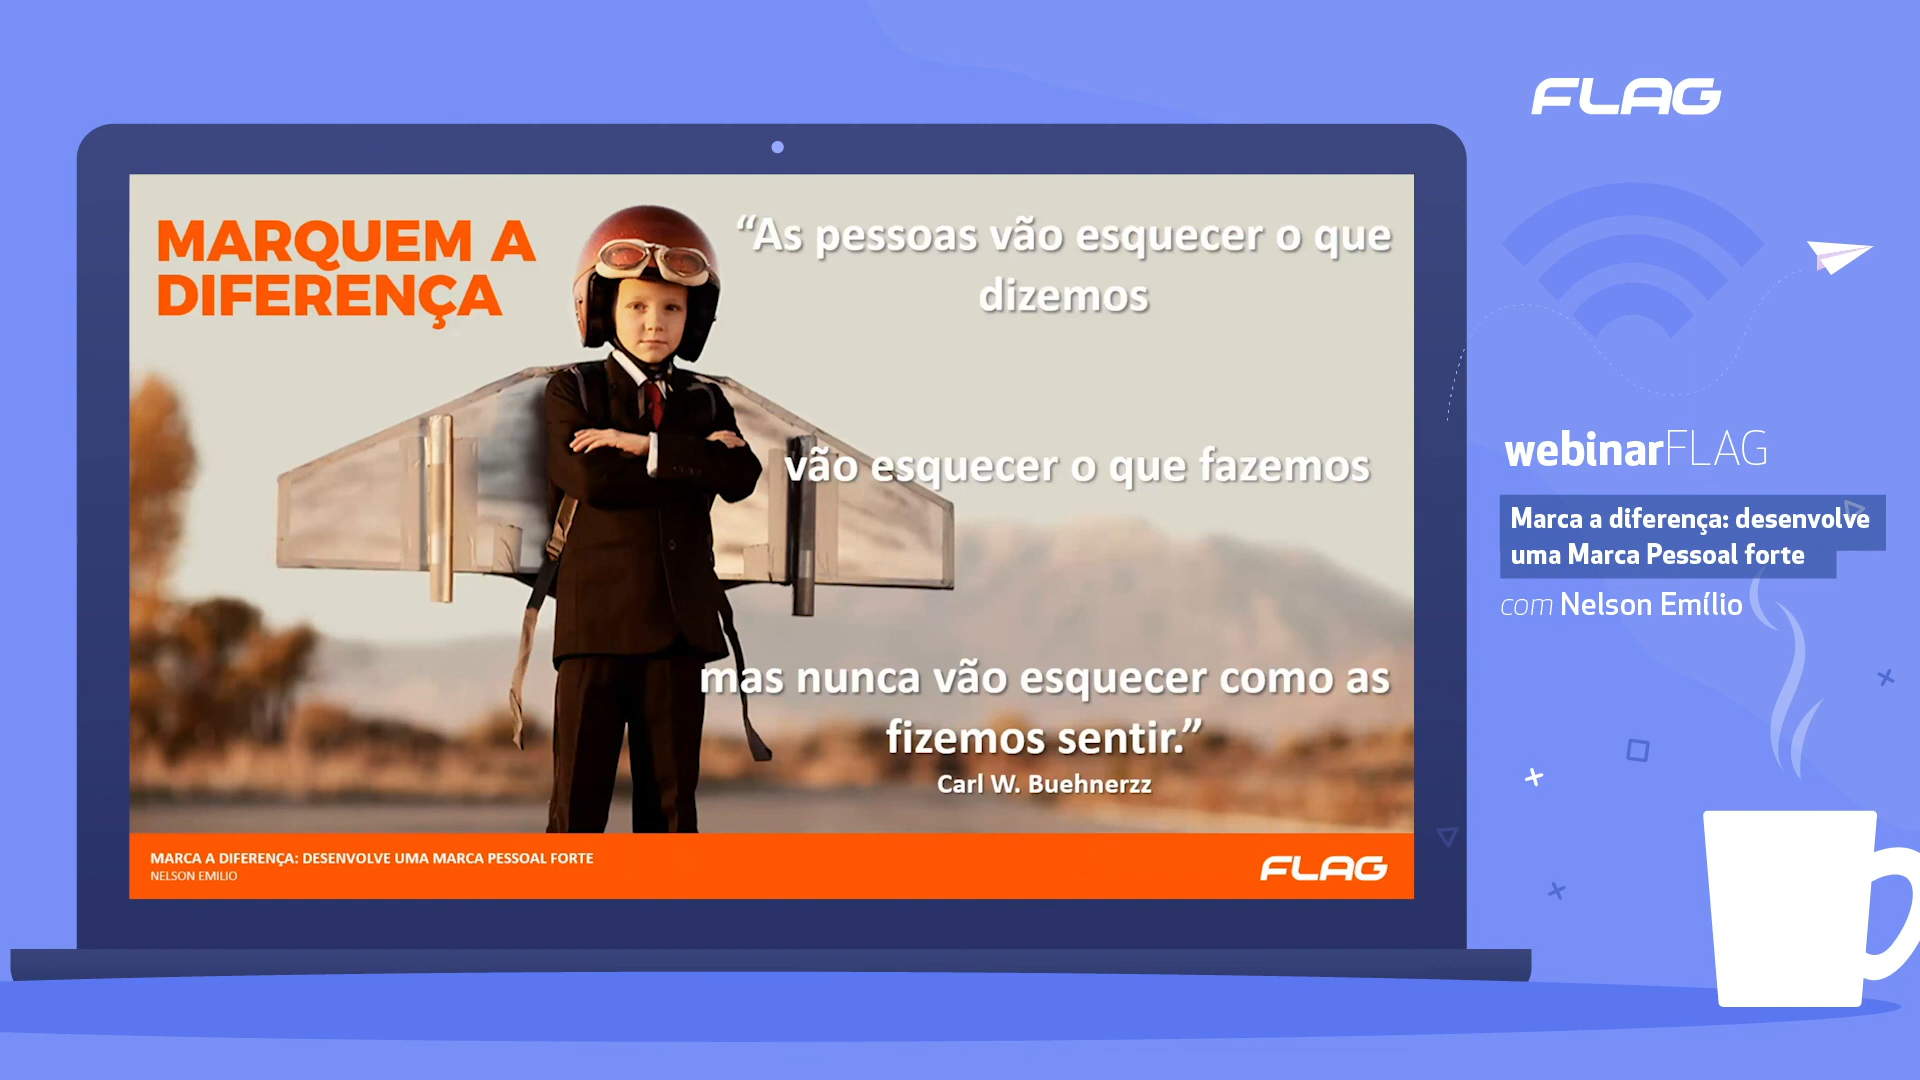 MARQUEM A
DIFERENÇA
“As pessoas vão esquecer o que
dizemos
vão esquecer o que fazemos
mas nunca vão esquecer como as
fizemos sentir.”
Carl W. Buehnerzz
MARCA A DIFERENÇA: DESENVOLVE UMA MARCA PESSOAL FORTE
NELSON EMILIO
FLAG
FLAG
webinarFLAG
Marca a diferença: desenvolve
uma Marca Pessoal forte
com Nelson Emílio